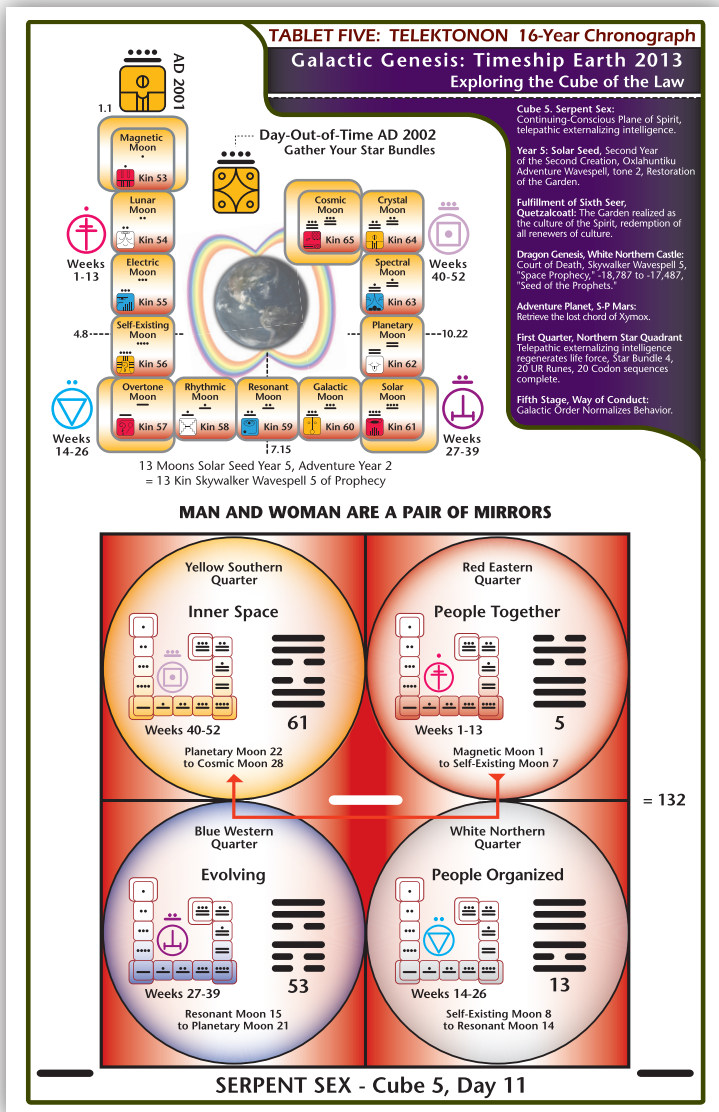 TABLET FIVE: TELEKTONON 16-Year Chronograph
Galactic Genesis: Timeship Earth 2013
Exploring the Cube of the Law
Cube 5. Serpent Sex:
Continuing-Conscious Plane of Spirit,
telepathic externalizing intelligence.
Year 5: Solar Seed, Second Year
of the Second Creation, Oxlahuntiku
Adventure Wavespell, tone 2, Restoration
of the Garden.
Fulfillment of Sixth Seer,
Quetzalcoatl: The Garden realized as
the culture of the Spirit, redemption of
all renewers of culture.
Dragon Genesis, White Northern Castle:
Court of Death, Skywalker Wavespell 5,
"Space Prophecy," -18,787 to -17,487,
"Seed of the Prophets."
Adventure Planet, S-P Mars:
Retrieve the lost chord of Xymox.
First Quarter, Northern Star Quadrant
Telepathic externalizing intelligence
regenerates life force, Star Bundle 4,
20 UR Runes, 20 Codon sequences
complete.
Fifth Stage, Way of Conduct:
Galactic Order Normalizes Behavior.
AD 2001
1.1
Day-Out-of-Time AD 2002
Gather Your Star Bundles
Magnetic
Moon
Kin 53
Lunar
Moon
Kin 54
Electric
Moon
Kin 55
Self-Existing
Moon
Kin 56
Overtone
Moon
Kin 57
Rhythmic
Moon
Kin 58
Resonant
Moon
Kin 59
Galactic
Moon
Kin 60
Solar
Moon
Kin 61
Planetary
Moon
Kin 62
Spectral
Moon
Kin 63
Crystal
Moon
Kin 64
Cosmic
Moon
Kin 65
Weeks
1-13
Weeks
40-52
4.8
10.22
Weeks
14-26
Weeks
27-39
7.15
13 Moons Solar Seed Year 5, Adventure Year 2
= 13 Kin Skywalker Wavespell 5 of Prophecy
MAN AND WOMAN ARE A PAIR OF MIRRORS
Yellow Southern
Quarter
Inner Space
61
Weeks 40-52
Planetary Moon 22
to Cosmic Moon 28
Red Eastern
Quarter
People Together
5
Weeks 1-13
Magnetic Moon 1
to Self-Existing Moon 7
= 132
Blue Western
Quarter
Evolving
53
Weeks 27-39
Resonant Moon 15
to Planetary Moon 21
White Northern
Quarter
People Organized
13
Weeks 14-26
Self-Existing Moon 8
to Resonant Moon 14
SERPENT SEX - Cube 5, Day 11